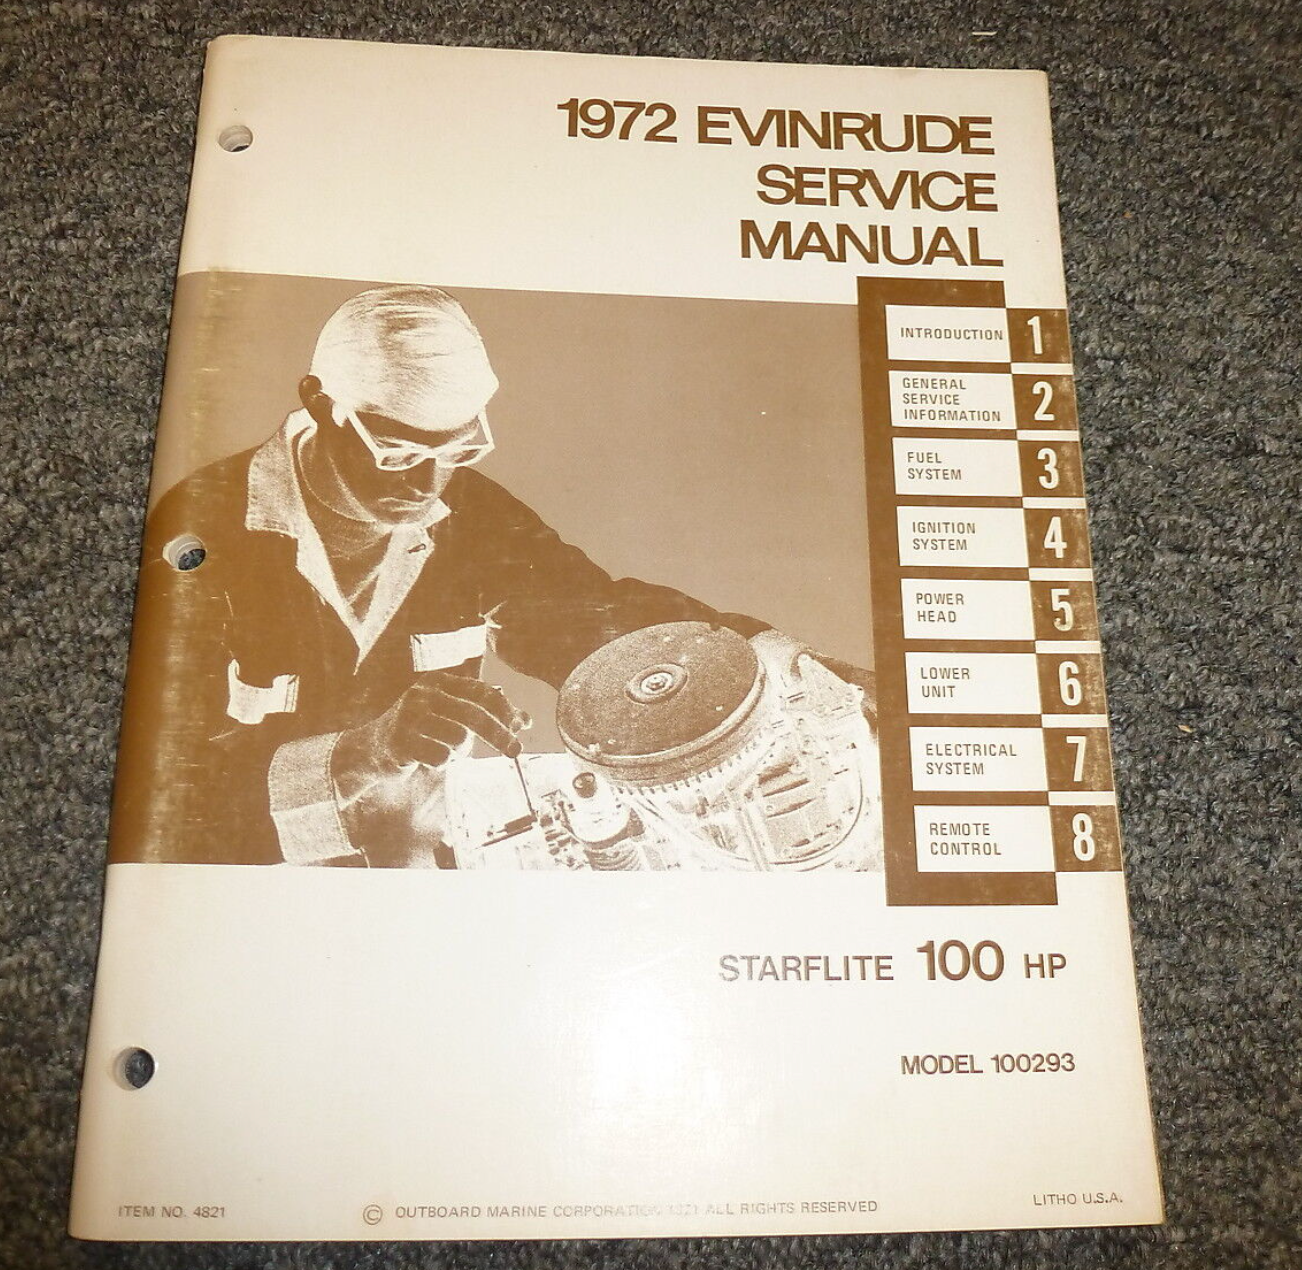 1972 EVINRUDE
SERVICE
MANUAL
INTRODUCTION 1
GENERAL
SERVICE
INFORMATION 2
FUEL
SYSTEM 3
IGNITION
SYSTEM 4
POWER
HEAD 5
LOWER
UNIT 6
ELECTRICAL
SYSTEM 7
REMOTE
CONTROL 8
STARFLITE 100 HP
MODEL 100293
ITEM NO. 4821
© OUTBOARD MARINE CORPORATION ALL RIGHTS RESERVED
LITHO U.S.A.